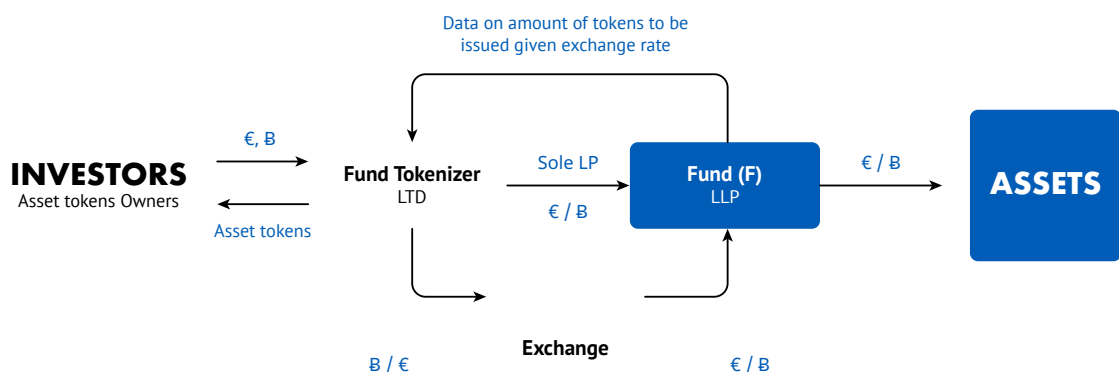 Data on amount of tokens to be
issued given exchange rate
€, Ƀ
INVESTORS
Asset tokens Owners
Asset tokens
Fund Tokenizer
LTD
Sole LP
€ / Ƀ
Fund (F)
LLP
€ / Ƀ
ASSETS
Exchange
Ƀ / €
€ / Ƀ